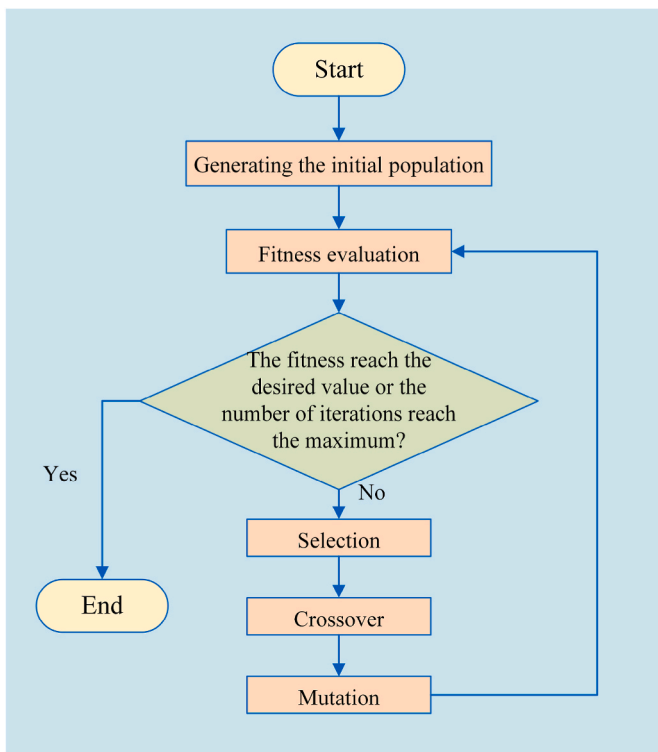 Start
Generating the initial population
Fitness evaluation
The fitness reach the
desired value or the
number of iterations reach
the maximum?
Yes
No
Selection
End
Crossover
Mutation